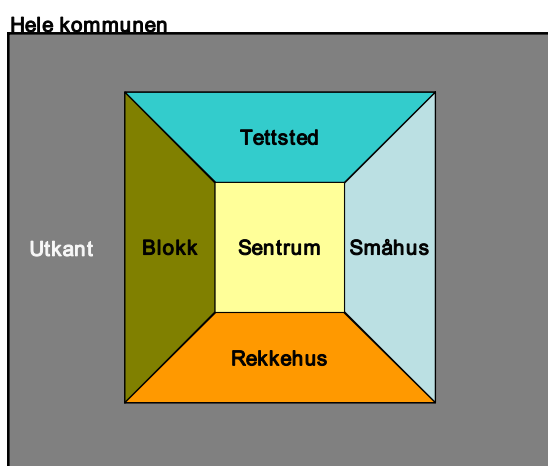 Hele kommunen
Tettsted
Utkant
Blokk
Sentrum
Småhus
Rekkehus